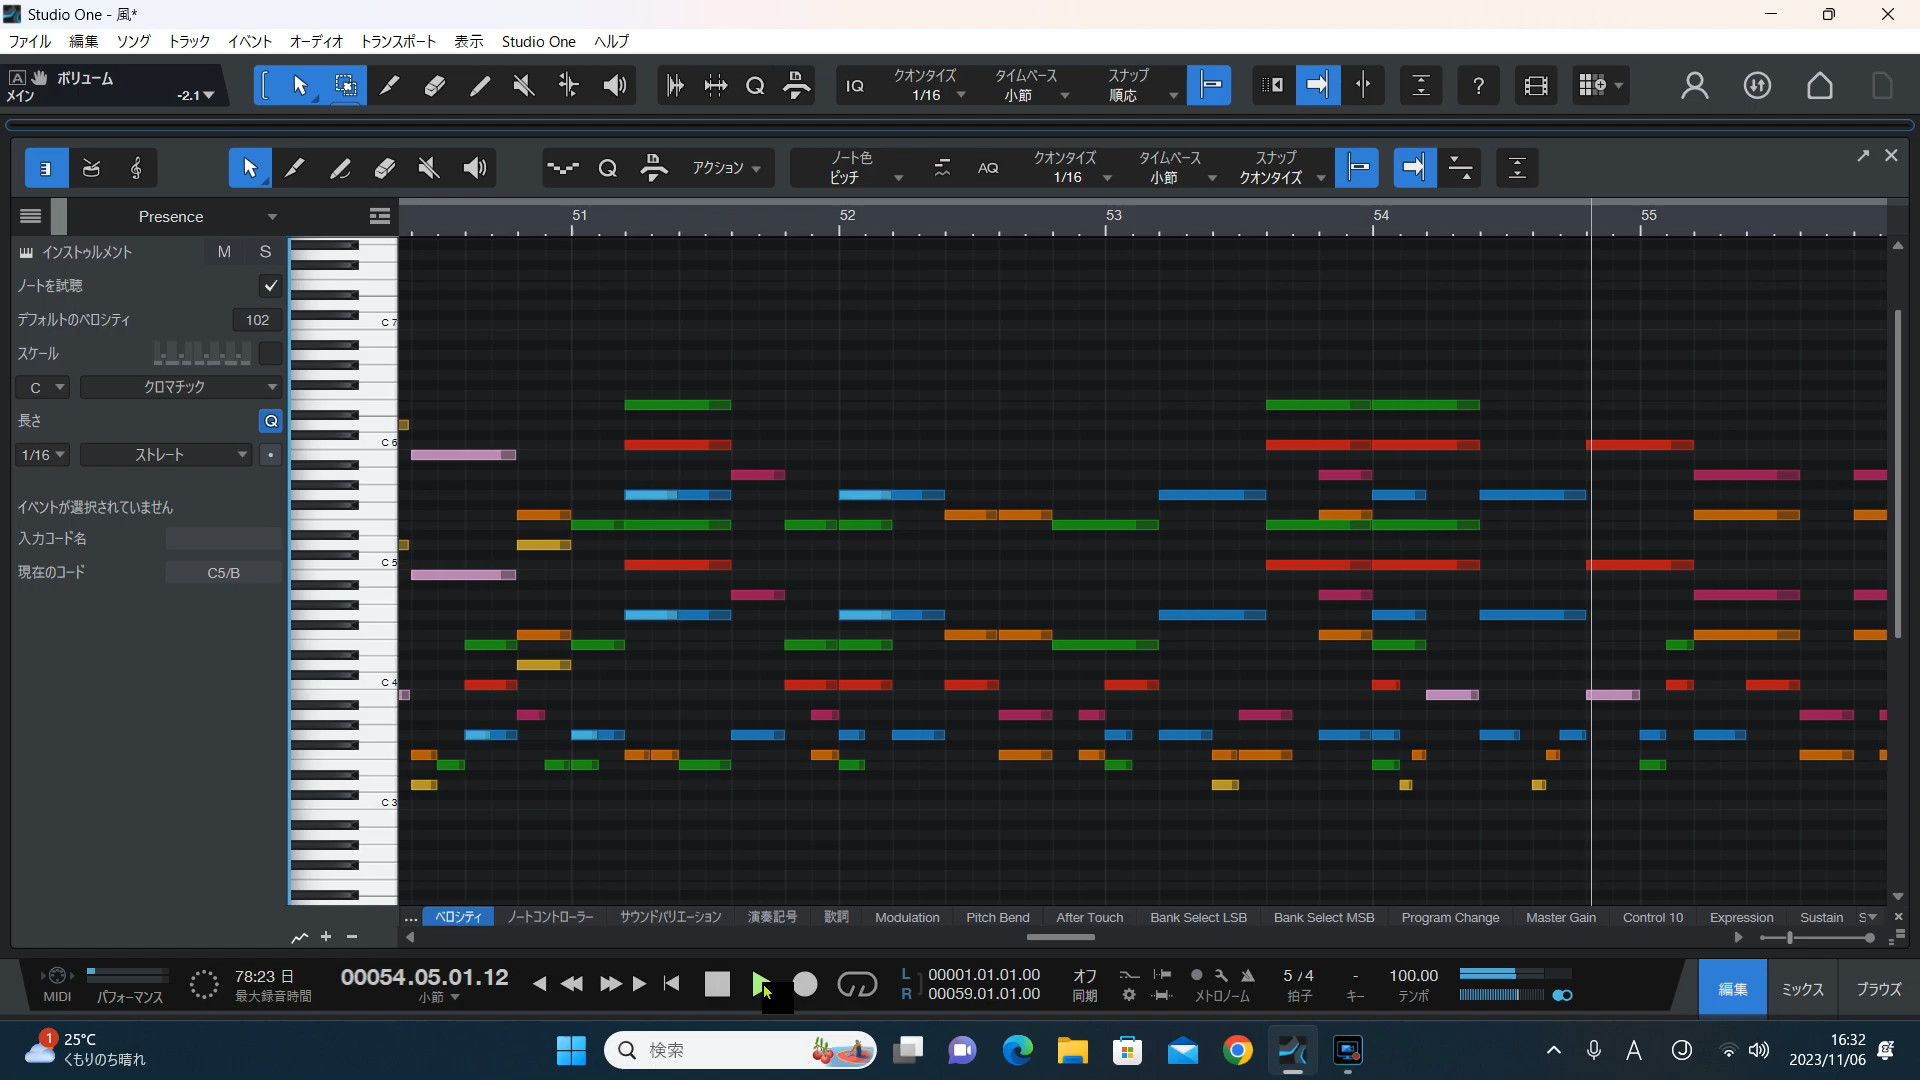 Studio One - 風*
ファイル 編集 ソング トラック イベント オーディオ トランスポート 表示 Studio One ヘルプ
A ボリューム
メイン -2.1
IQ クオンタイズ 1/16 タイムベース 小節 スナップ 順応
?
アクション ノート色 ピッチ AQ クオンタイズ 1/16 タイムベース 小節 スナップ クオンタイズ
Presence
51 52 53 54 55
インストゥルメント M S
ノートを試聴
デフォルトのベロシティ 102
スケール
C クロマチック
長さ Q
1/16 ストレート
イベントが選択されていません
入力コード名
現在のコード C5/B
C 7
C 6
C 5
C 4
C 3
... ベロシティ ノートコントローラー サウンドバリエーション 演奏記号 歌詞 Modulation Pitch Bend After Touch Bank Select LSB Bank Select MSB Program Change Master Gain Control 10 Expression Sustain
MIDI パフォーマンス
78:23 日
最大録音時間
00054.05.01.12
小節
L 00001.01.01.00
R 00059.01.01.00
オフ
同期
メトロノーム
5 / 4
拍子
-
キー
100.00
テンポ
編集 ミックス ブラウズ
1
25°C
くもりのち晴れ
検索
A
16:32
2023/11/06